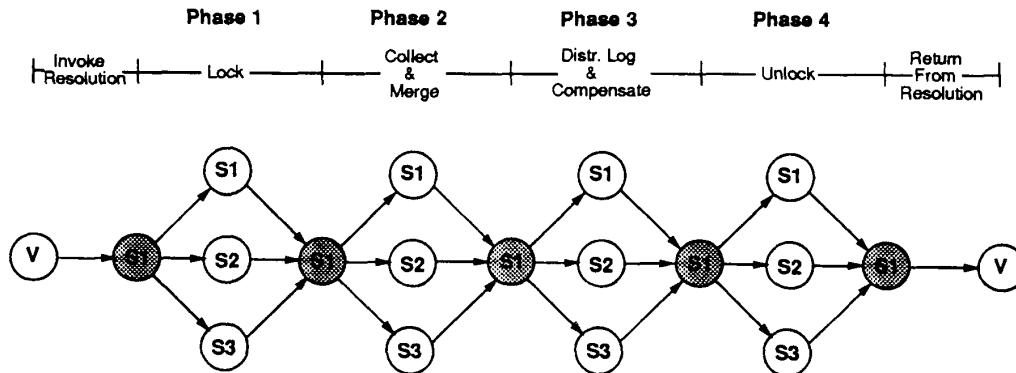 Phase 1 Phase 2 Phase 3 Phase 4
Invoke
Resolution
Lock
Collect
&
Merge
Distr. Log
&
Compensate
Unlock
Return
From
Resolution
S1 S1 S1 S1
V S1 S2 S1 S2 S1 S2 S1 S2 S1 V
S3 S3 S3 S3